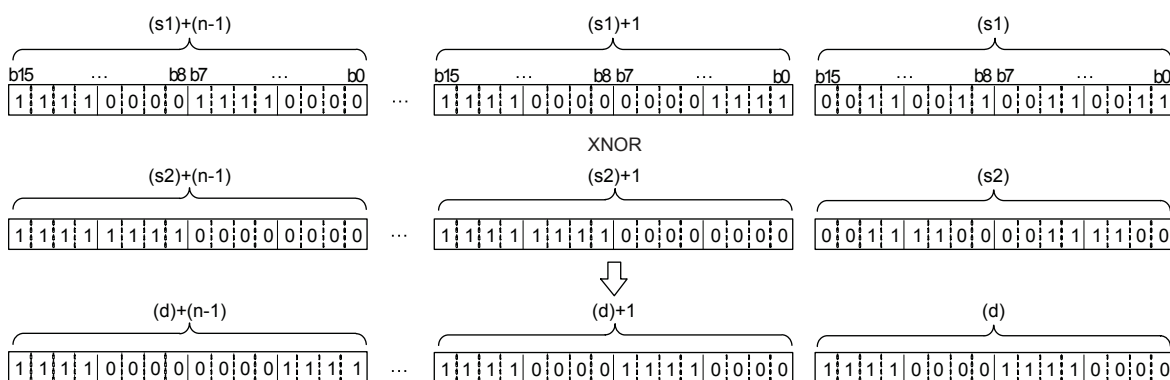 (s1)+(n-1) (s1)+1 (s1)
b15 ... b8 b7 ... b0 b15 ... b8 b7 ... b0 b15 ... b8 b7 ... b0
1 1 1 1 0 0 0 0 1 1 1 1 0 0 0 0 ... 1 1 1 1 0 0 0 0 0 0 0 0 1 1 1 1 0 0 1 1 0 0 1 1 0 0 1 1 0 0 1 1
XNOR
(s2)+(n-1) (s2)+1 (s2)
1 1 1 1 1 1 1 1 0 0 0 0 0 0 0 0 ... 1 1 1 1 1 1 1 1 0 0 0 0 0 0 0 0 0 0 1 1 1 1 0 0 0 0 1 1 1 1 0 0
(d)+(n-1) (d)+1 (d)
1 1 1 1 0 0 0 0 0 0 0 0 1 1 1 1 ... 1 1 1 1 0 0 0 0 1 1 1 1 0 0 0 0 1 1 1 1 0 0 0 0 1 1 1 1 0 0 0 0